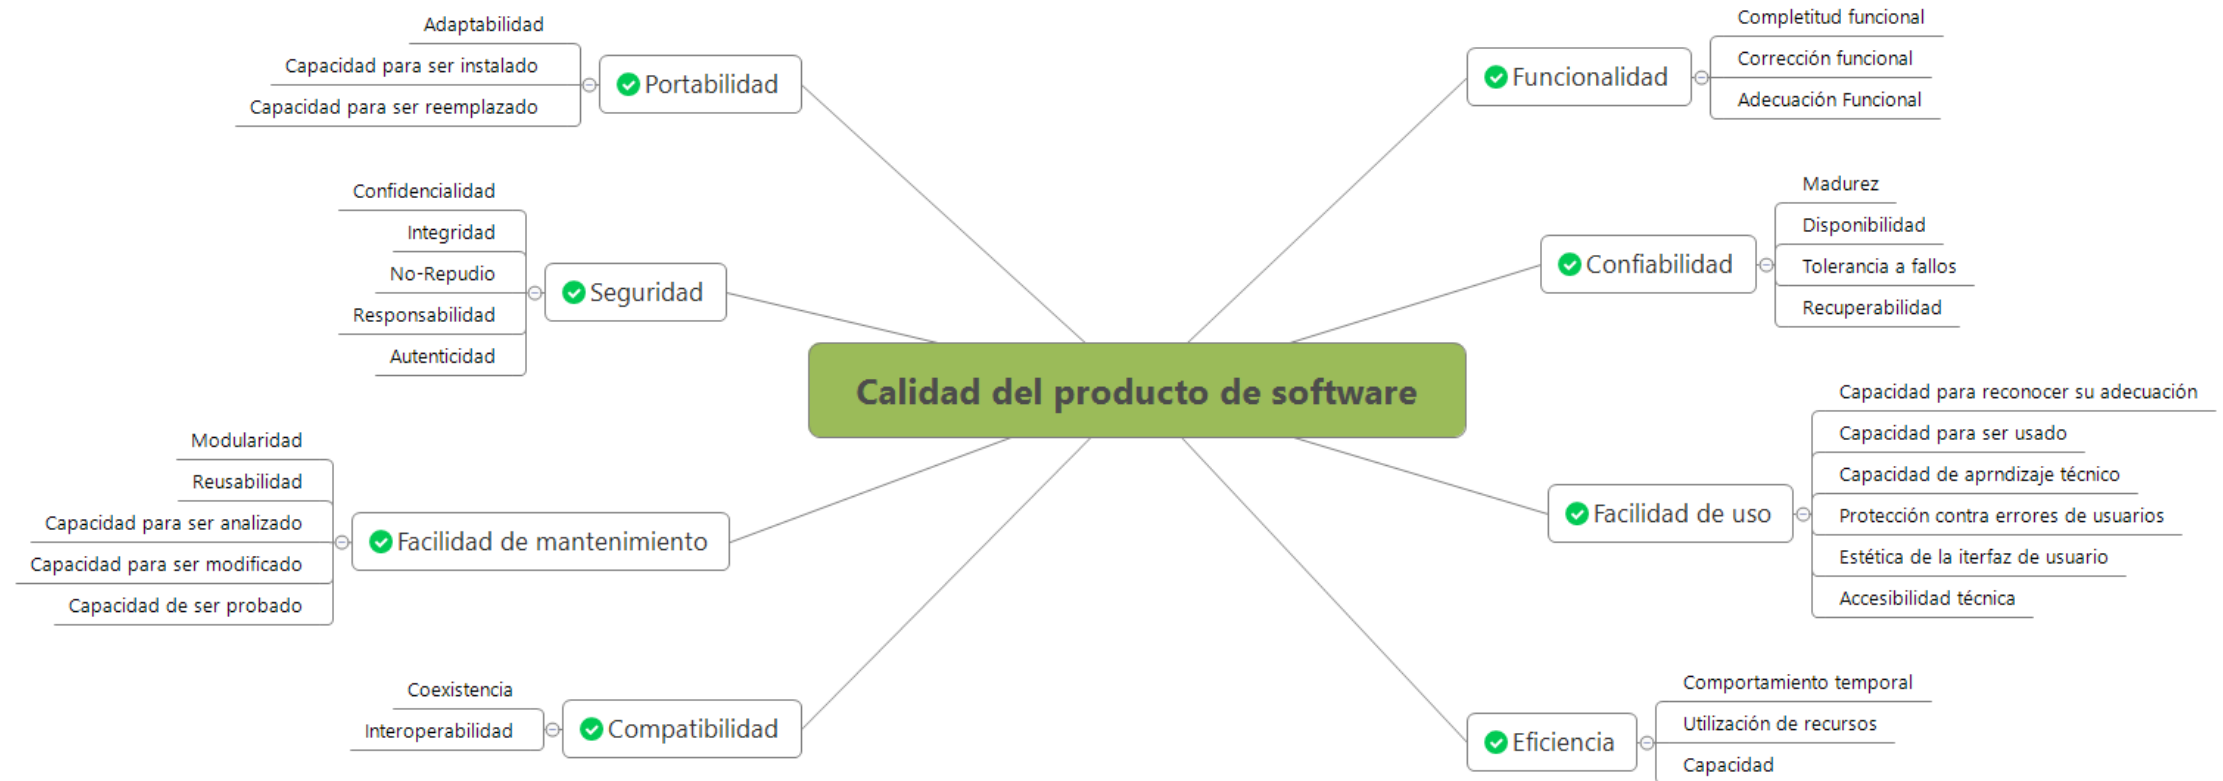 Calidad del producto de software
Portabilidad
Adaptabilidad
Capacidad para ser instalado
Capacidad para ser reemplazado
Seguridad
Confidencialidad
Integridad
No-Repudio
Responsabilidad
Autenticidad
Facilidad de mantenimiento
Modularidad
Reusabilidad
Capacidad para ser analizado
Capacidad para ser modificado
Capacidad de ser probado
Compatibilidad
Coexistencia
Interoperabilidad
Funcionalidad
Completitud funcional
Corrección funcional
Adecuación Funcional
Confiabilidad
Madurez
Disponibilidad
Tolerancia a fallos
Recuperabilidad
Facilidad de uso
Capacidad para reconocer su adecuación
Capacidad para ser usado
Capacidad de aprndizaje técnico
Protección contra errores de usuarios
Estética de la iterfaz de usuario
Accesibilidad técnica
Eficiencia
Comportamiento temporal
Utilización de recursos
Capacidad